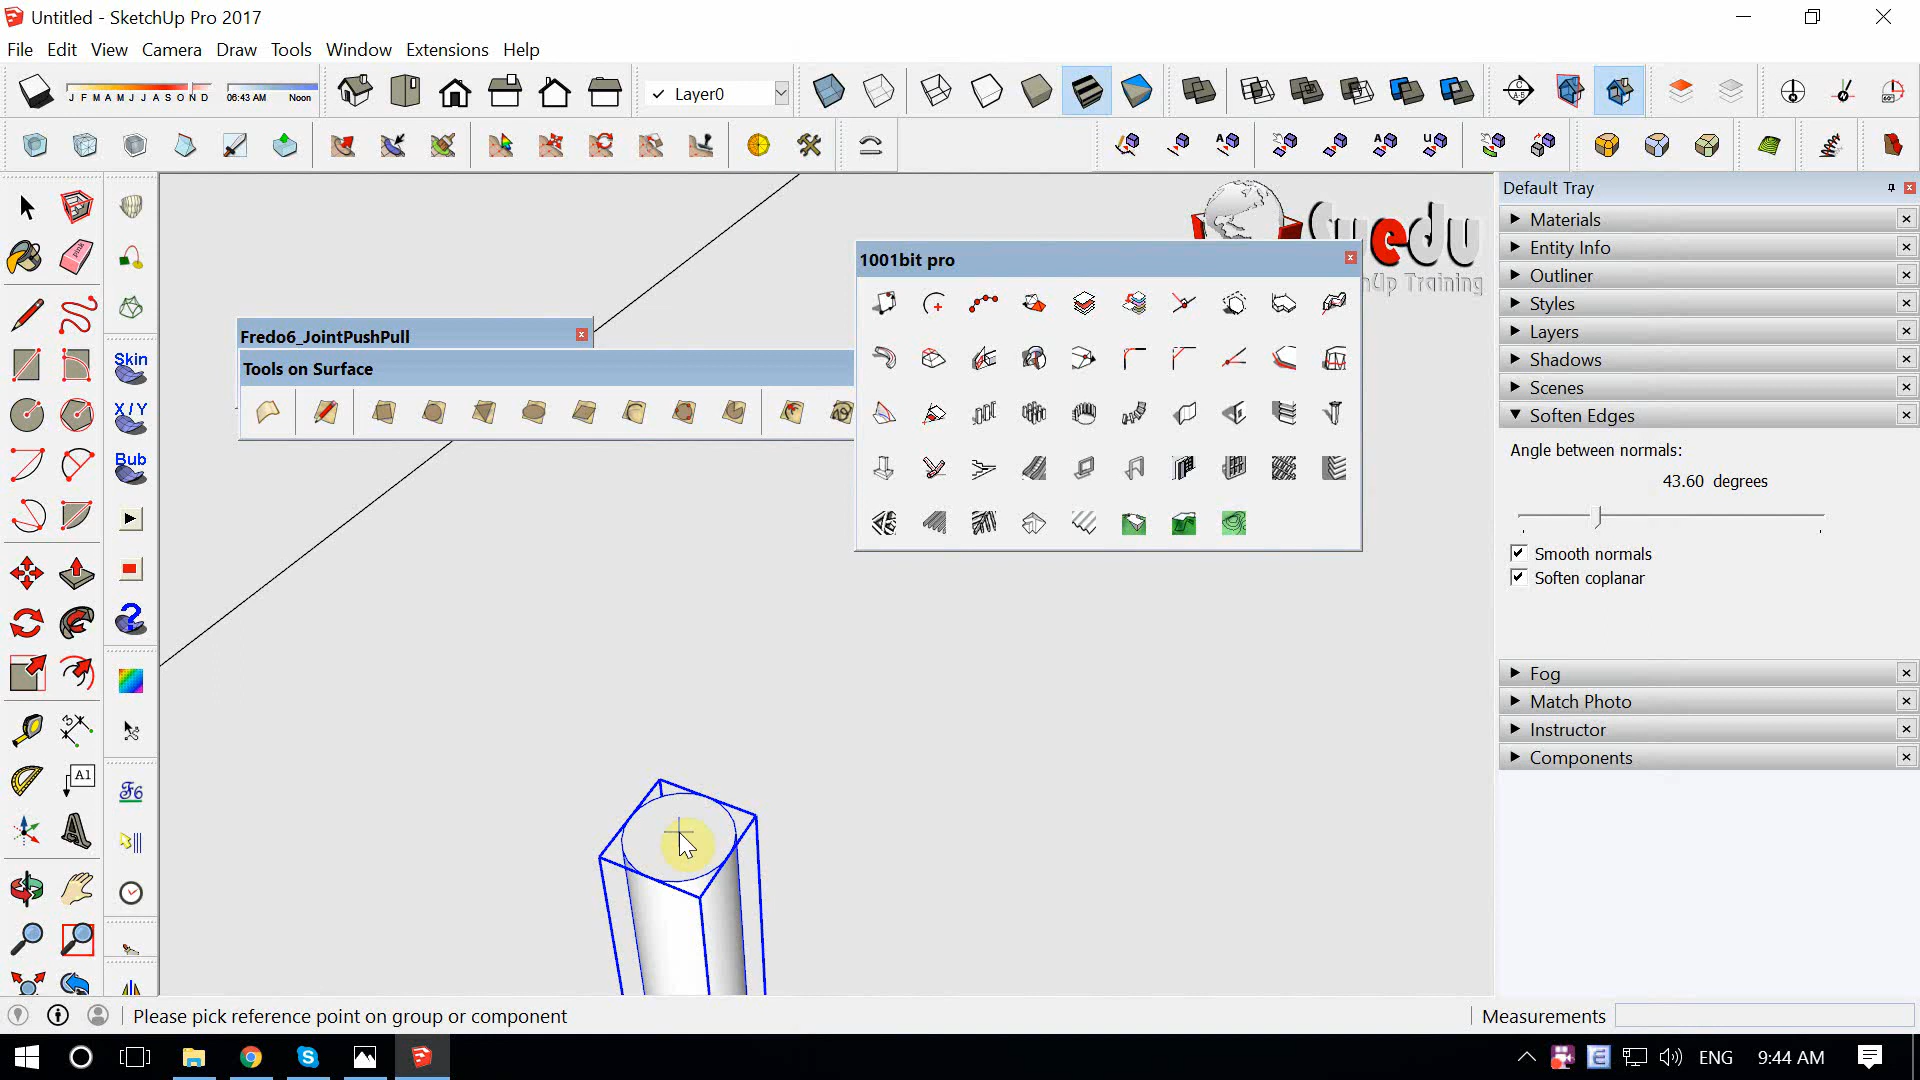 Untitled - SketchUp Pro 2017
File Edit View Camera Draw Tools Window Extensions Help
J F M A M J J A S O N D
06:43 AM Noon
Layer0
Default Tray
Materials
Entity Info
Outliner
Styles
Layers
Shadows
Scenes
Soften Edges
Angle between normals:
43.60 degrees
Smooth normals
Soften coplanar
Fog
Match Photo
Instructor
Components
1001bit pro
Fredo6_JointPushPull
Tools on Surface
Skin
X/Y
Bub
A1
F6
Up Training
Please pick reference point on group or component
Measurements
ENG 9:44 AM